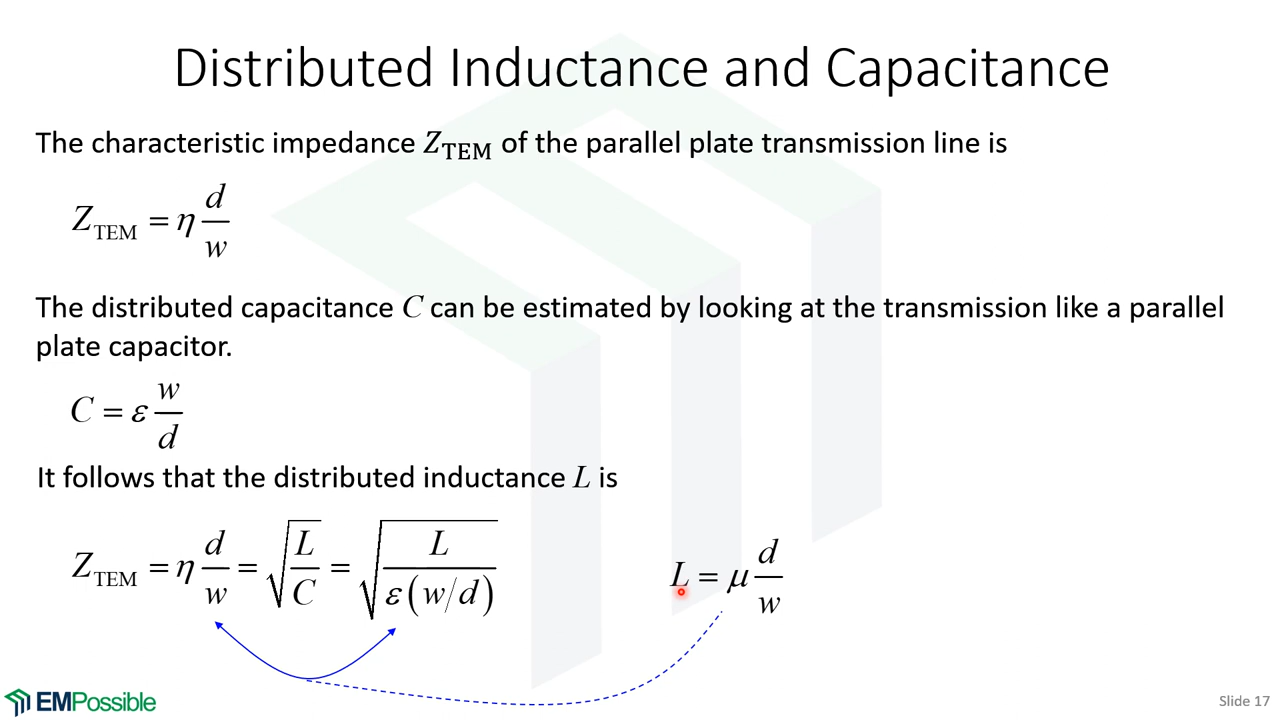 Distributed Inductance and Capacitance
The characteristic impedance Z_TEM of the parallel plate transmission line is
Z_TEM = η d/w
The distributed capacitance C can be estimated by looking at the transmission like a parallel
plate capacitor.
C = ε w/d
It follows that the distributed inductance L is
Z_TEM = η d/w = √(L/C) = √(L/(ε(w/d)))
L = μ d/w
EMPossible
Slide 17